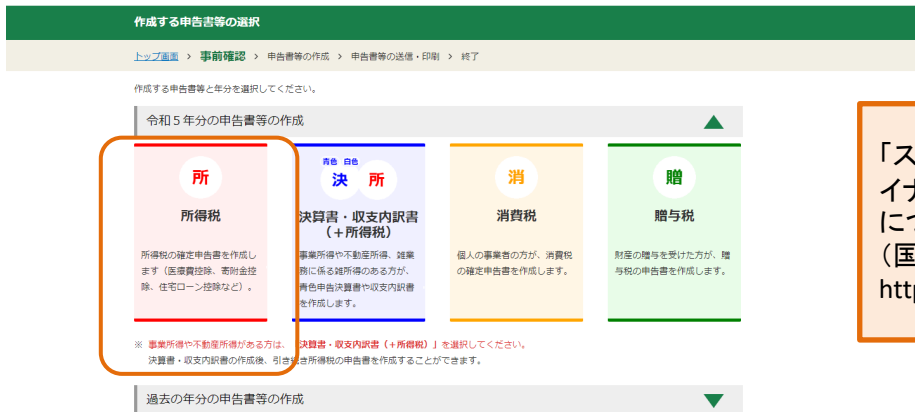 作成する申告書等の選択
トップ画面 > 事前確認 > 申告書等の作成 > 申告書等の送信・印刷 > 終了
作成する申告書等と年分を選択してください。
令和5年分の申告書等の作成
所
所得税
所得税の確定申告書を作成し
ます（医療費控除、寄附金控
除、住宅ローン控除など）。
青色 白色
決 所
決算書・収支内訳書
（＋所得税）
事業所得や不動産所得、雑業
務に係る雑所得のある方が、
青色申告決算書や収支内訳書
を作成します。
消
消費税
個人の事業者の方が、消費税
の確定申告書を作成します。
贈
贈与税
財産の贈与を受けた方が、贈
与税の申告書を作成します。
※ 事業所得や不動産所得がある方は、「決算書・収支内訳書（＋所得税）」を選択してください。
決算書・収支内訳書の作成後、引き続き所得税の申告書を作成することができます。
過去の年分の申告書等の作成
「ス
イナ
につ
（国
http